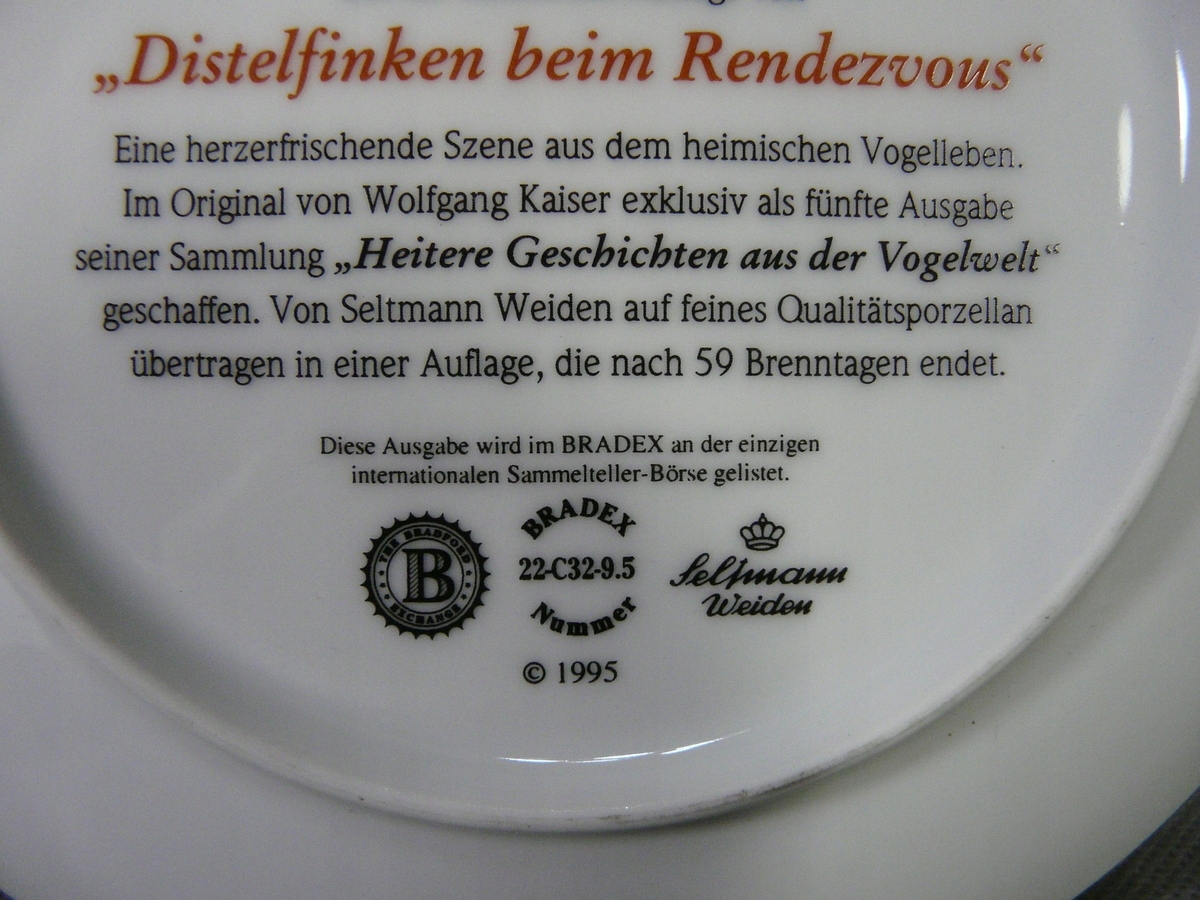 „Distelfinken beim Rendezvous“
Eine herzerfrischende Szene aus dem heimischen Vogelleben.
Im Original von Wolfgang Kaiser exklusiv als fünfte Ausgabe
seiner Sammlung „Heitere Geschichten aus der Vogelwelt“
geschaffen. Von Seltmann Weiden auf feines Qualitätsporzellan
übertragen in einer Auflage, die nach 59 Brenntagen endet.
Diese Ausgabe wird im BRADEX an der einzigen
internationalen Sammelteller-Börse gelistet.
THE BRADFORD
B
EXCHANGE
BRADEX
22-C32-9.5
Nummer
Seltmann
Weiden
© 1995